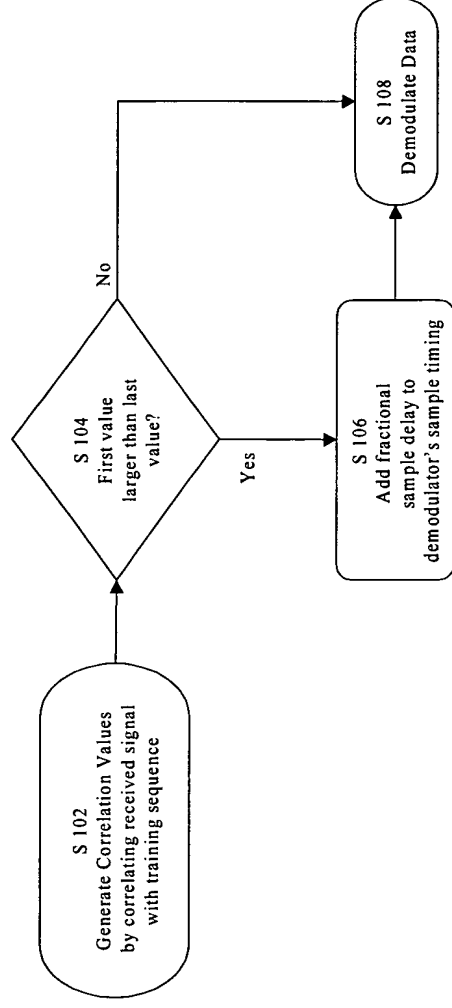 S 102
Generate Correlation Values
by correlating received signal
with training sequence
S 104
First value
larger than last
value?
No
Yes
S 106
Add fractional
sample delay to
demodulator's sample timing
S 108
Demodulate Data